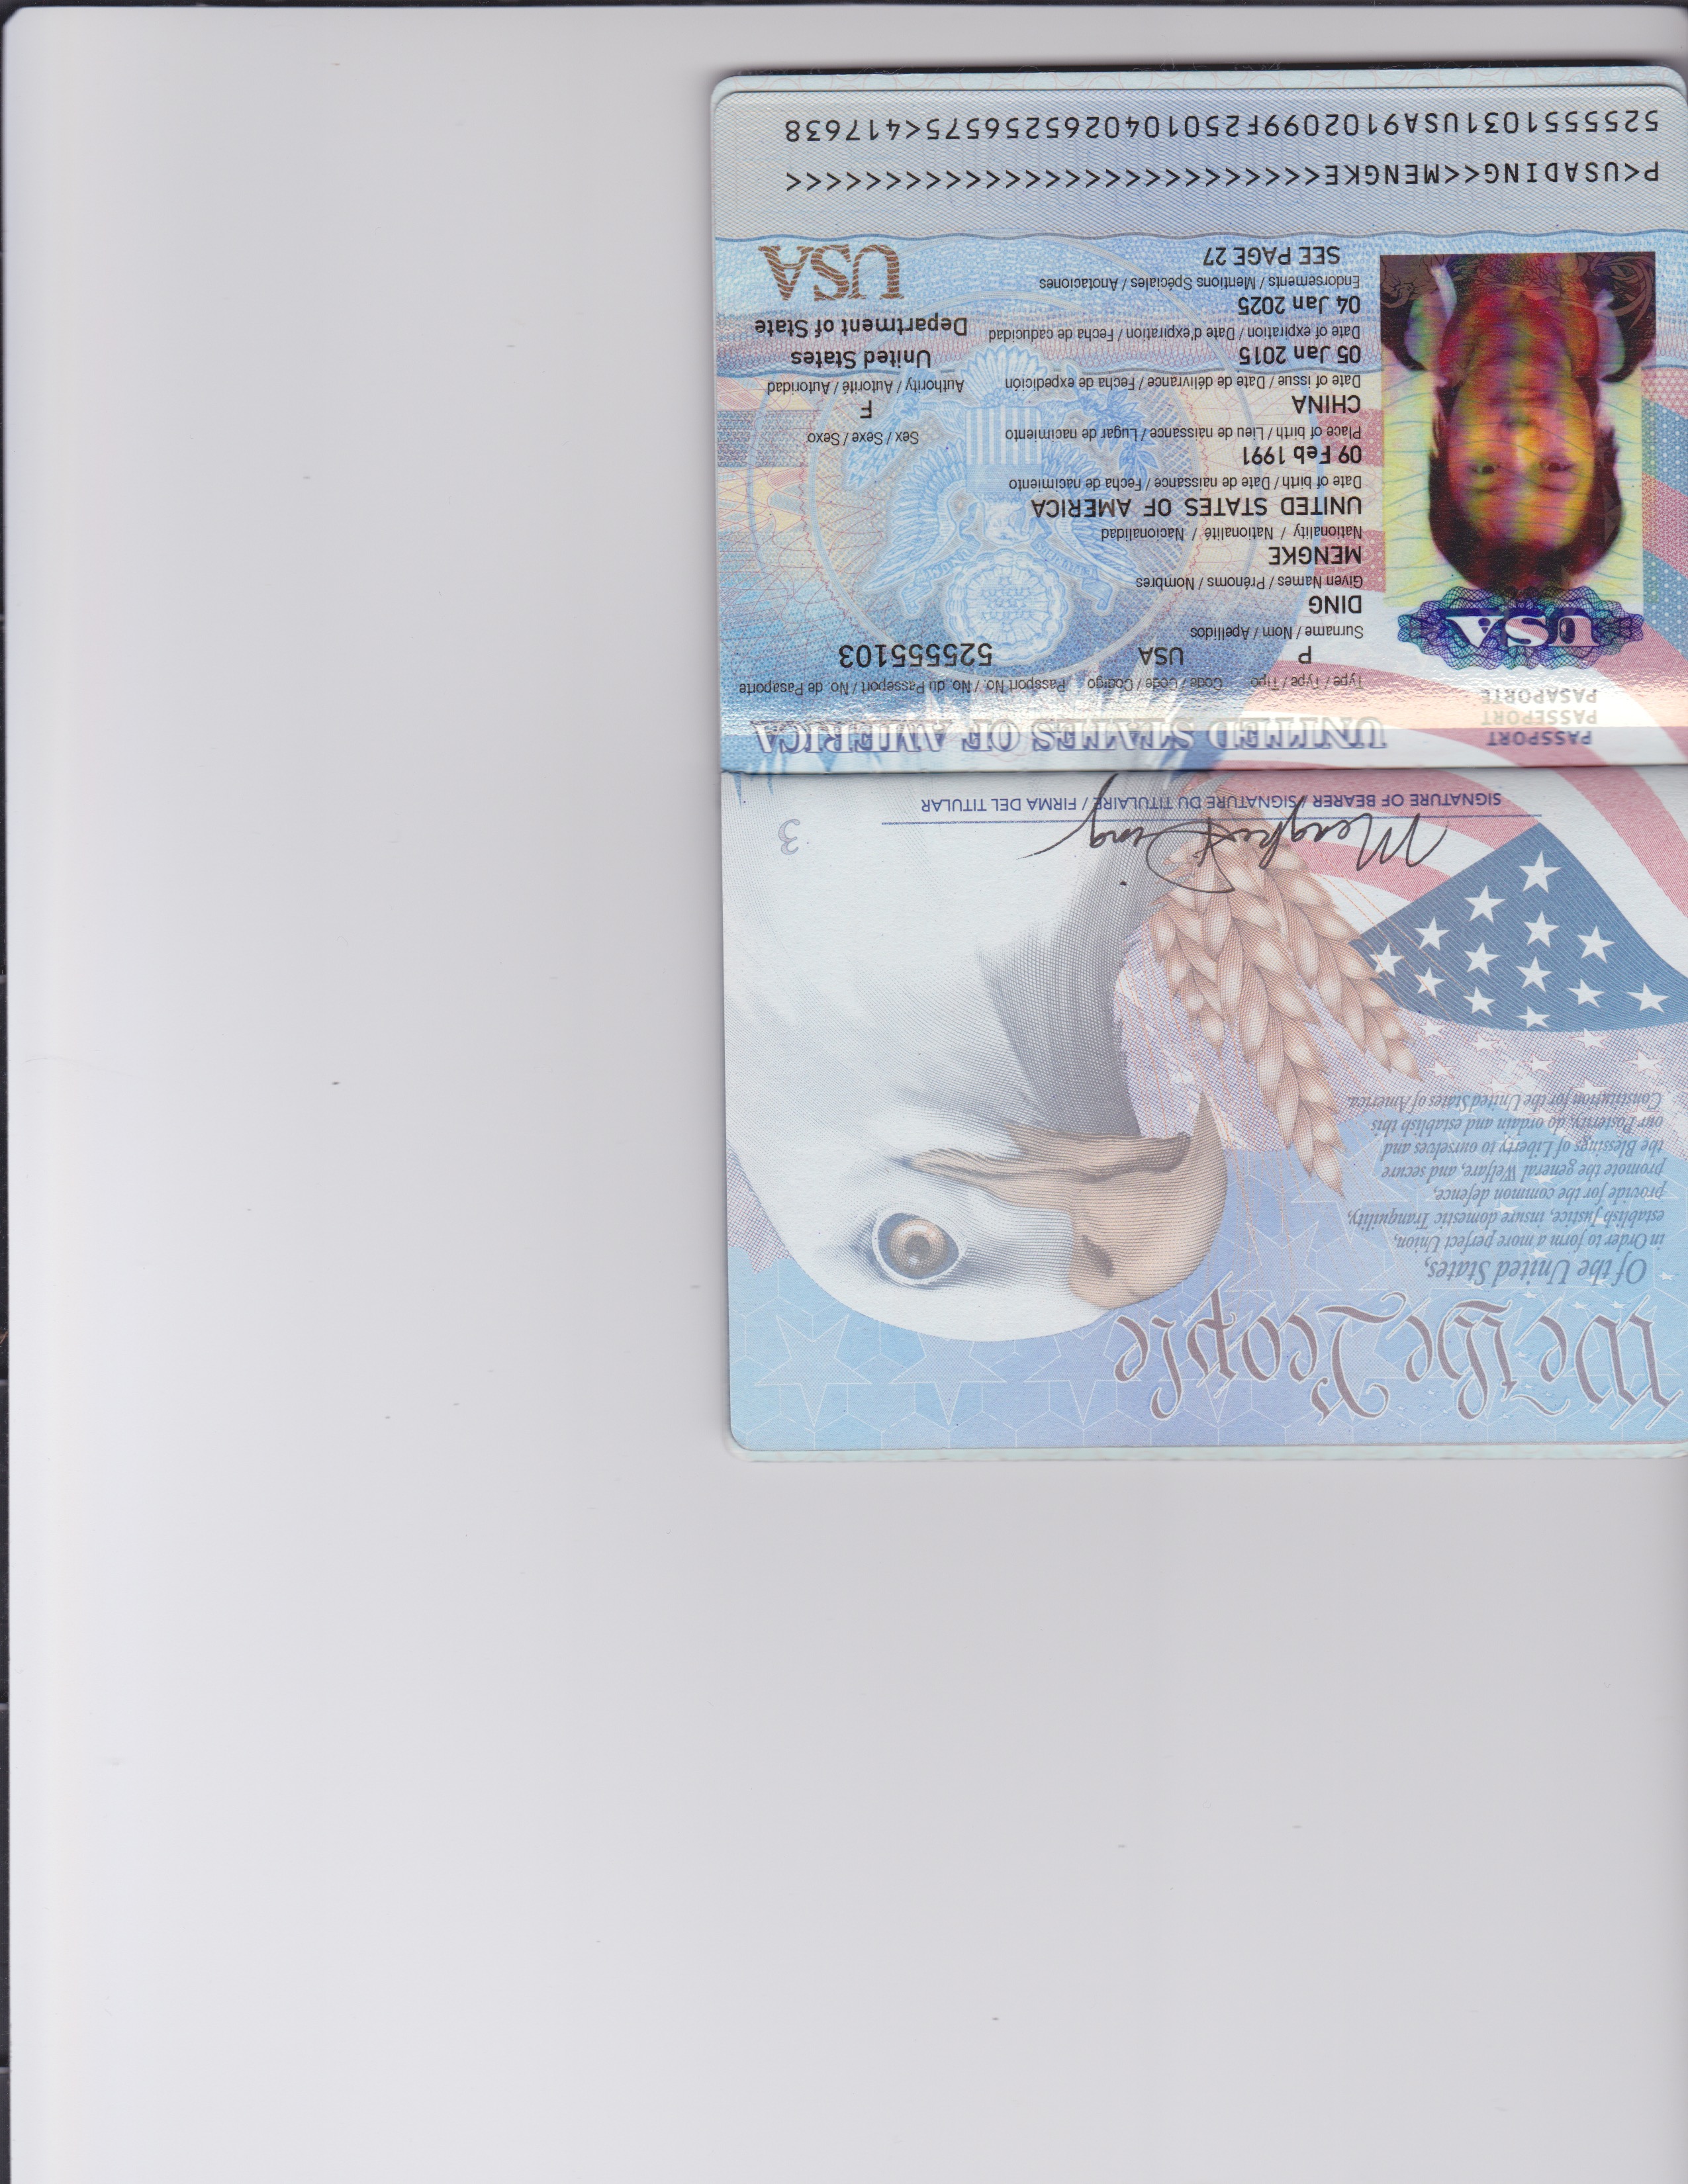 We the People
Of the United States,
in Order to form a more perfect Union,
establish Justice, insure domestic Tranquility,
provide for the common defence,
promote the general Welfare, and secure
the Blessings of Liberty to ourselves and
our Posterity, do ordain and establish this
Constitution for the United States of America.
Mengke Ding
SIGNATURE OF BEARER / SIGNATURE DU TITULAIRE / FIRMA DEL TITULAR
3
PASSPORT
PASSEPORT
PASAPORTE
UNITED STATES OF AMERICA
Type / Type / Tipo Code / Code / Codigo Passport No. / No. du Passeport / No. de Pasaporte
P USA 525555103
USA
Surname / Nom / Apellidos
DING
Given Names / Prénoms / Nombres
MENGKE
Nationality / Nationalité / Nacionalidad
UNITED STATES OF AMERICA
Date of birth / Date de naissance / Fecha de nacimiento
09 Feb 1991
Place of birth / Lieu de naissance / Lugar de nacimiento Sex / Sexe / Sexo
CHINA F
Date of issue / Date de délivrance / Fecha de expedición Authority / Autorité / Autoridad
05 Jan 2015 United States
Date of expiration / Date d'expiration / Fecha de caducidad Department of State
04 Jan 2025
Endorsements / Mentions Spéciales / Anotaciones
SEE PAGE 27
USA
P<USADING<<MENGKE<<<<<<<<<<<<<<<<<<<<<<<<<<<
5255551031USA9102099F2501040265256575<417638